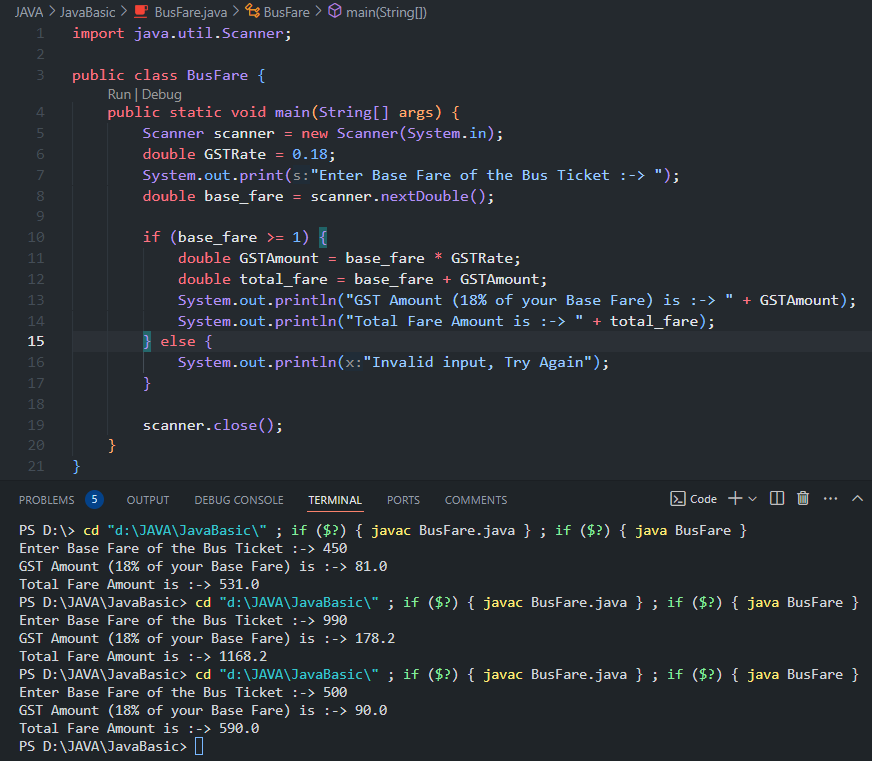 JAVA > JavaBasic > BusFare.java > BusFare > main(String[])
1 import java.util.Scanner;
2
3 public class BusFare {
Run | Debug
4 public static void main(String[] args) {
5 Scanner scanner = new Scanner(System.in);
6 double GSTRate = 0.18;
7 System.out.print(s:"Enter Base Fare of the Bus Ticket :-> ");
8 double base_fare = scanner.nextDouble();
9
10 if (base_fare >= 1) {
11 double GSTAmount = base_fare * GSTRate;
12 double total_fare = base_fare + GSTAmount;
13 System.out.println("GST Amount (18% of your Base Fare) is :-> " + GSTAmount);
14 System.out.println("Total Fare Amount is :-> " + total_fare);
15 } else {
16 System.out.println(x:"Invalid input, Try Again");
17 }
18
19 scanner.close();
20 }
21 }
PROBLEMS 5 OUTPUT DEBUG CONSOLE TERMINAL PORTS COMMENTS Code
PS D:\> cd "d:\JAVA\JavaBasic\" ; if ($?) { javac BusFare.java } ; if ($?) { java BusFare }
Enter Base Fare of the Bus Ticket :-> 450
GST Amount (18% of your Base Fare) is :-> 81.0
Total Fare Amount is :-> 531.0
PS D:\JAVA\JavaBasic> cd "d:\JAVA\JavaBasic\" ; if ($?) { javac BusFare.java } ; if ($?) { java BusFare }
Enter Base Fare of the Bus Ticket :-> 990
GST Amount (18% of your Base Fare) is :-> 178.2
Total Fare Amount is :-> 1168.2
PS D:\JAVA\JavaBasic> cd "d:\JAVA\JavaBasic\" ; if ($?) { javac BusFare.java } ; if ($?) { java BusFare }
Enter Base Fare of the Bus Ticket :-> 500
GST Amount (18% of your Base Fare) is :-> 90.0
Total Fare Amount is :-> 590.0
PS D:\JAVA\JavaBasic>